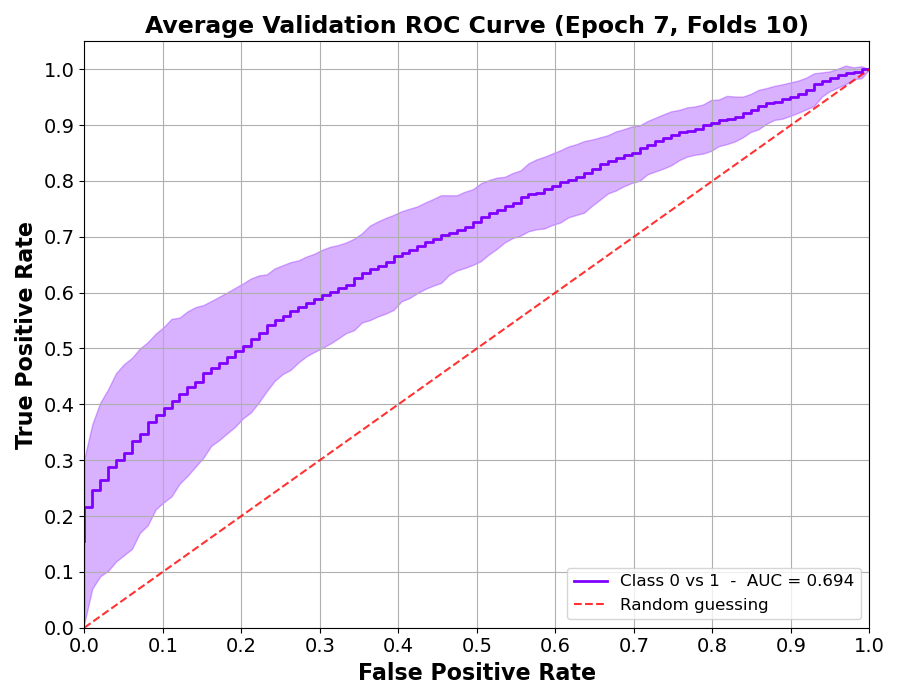 Average Validation ROC Curve (Epoch 7, Folds 10)
True Positive Rate
1.0
0.9
0.8
0.7
0.6
0.5
0.4
0.3
0.2
0.1
0.0
Class 0 vs 1 - AUC = 0.694
Random guessing
0.0 0.1 0.2 0.3 0.4 0.5 0.6 0.7 0.8 0.9 1.0
False Positive Rate